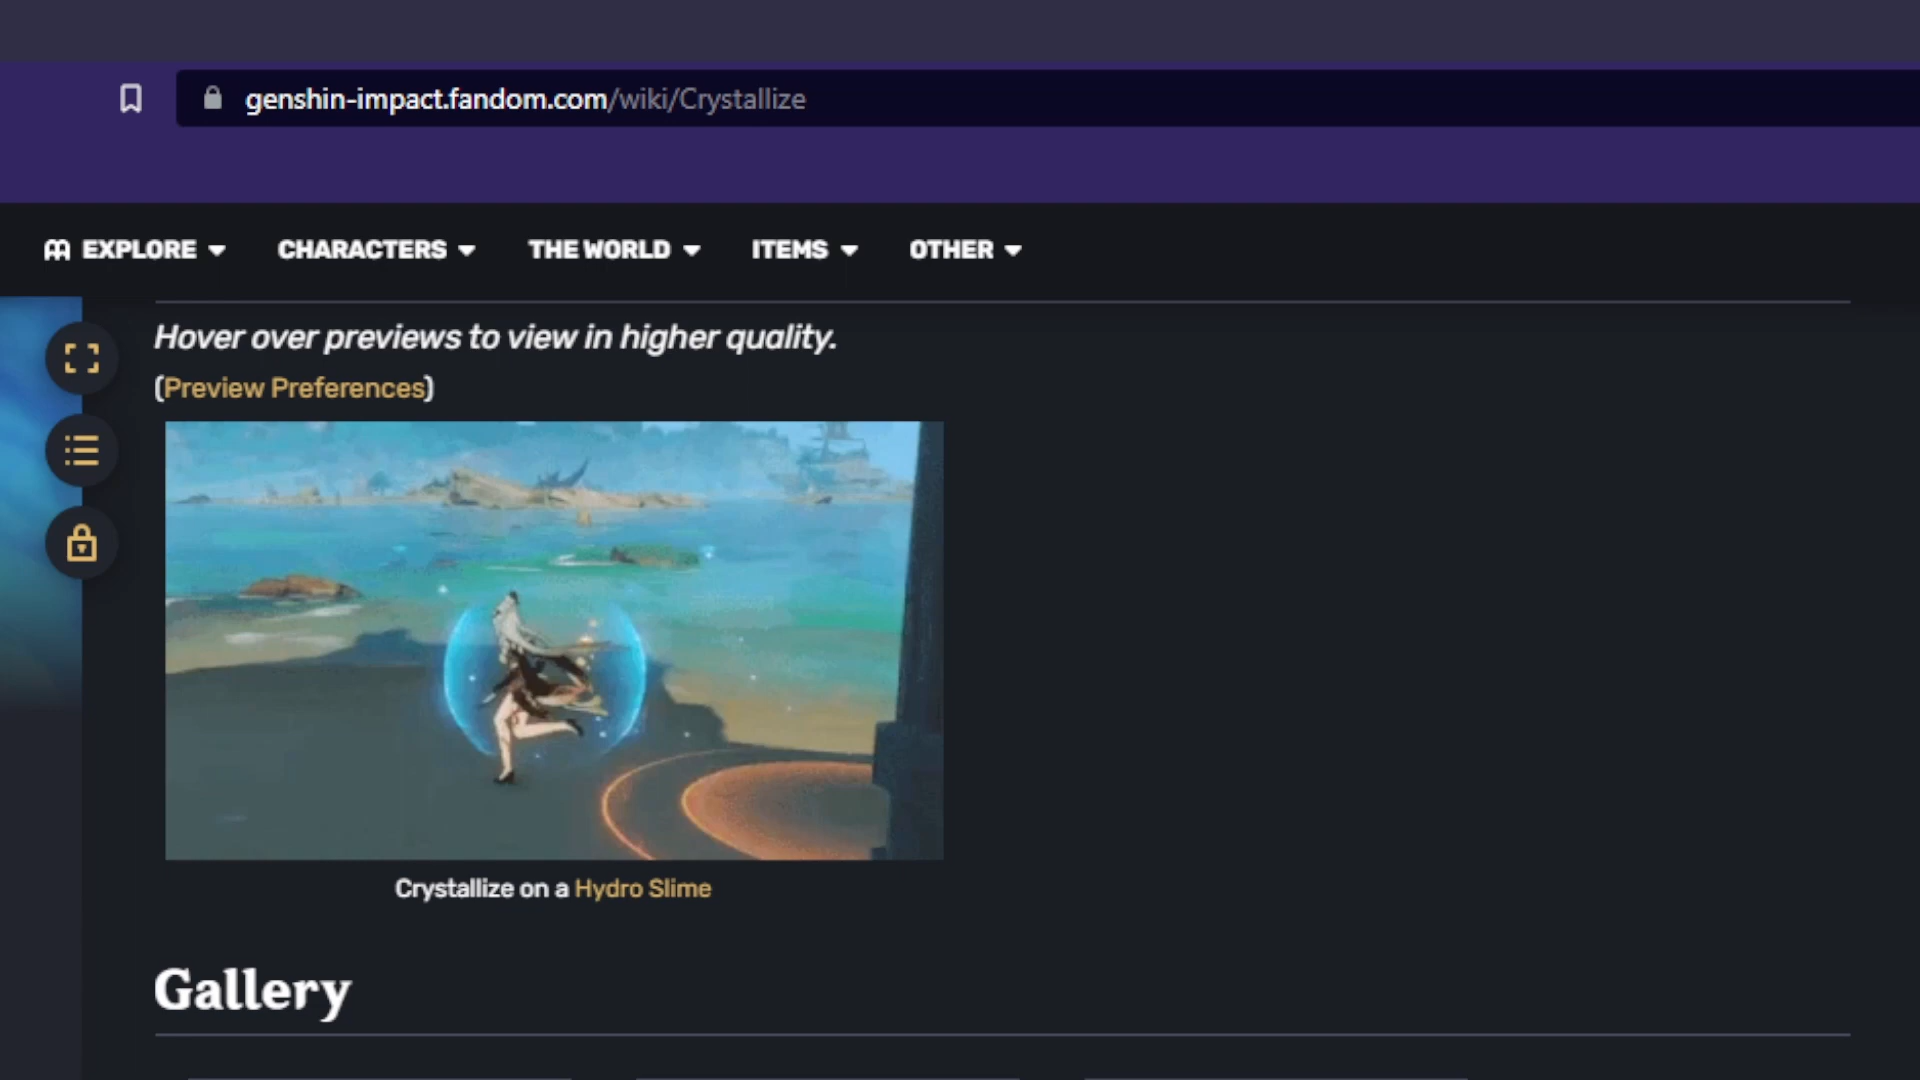 genshin-impact.fandom.com/wiki/Crystallize
EXPLORE CHARACTERS THE WORLD ITEMS OTHER
Hover over previews to view in higher quality.
(Preview Preferences)
Crystallize on a Hydro Slime
Gallery